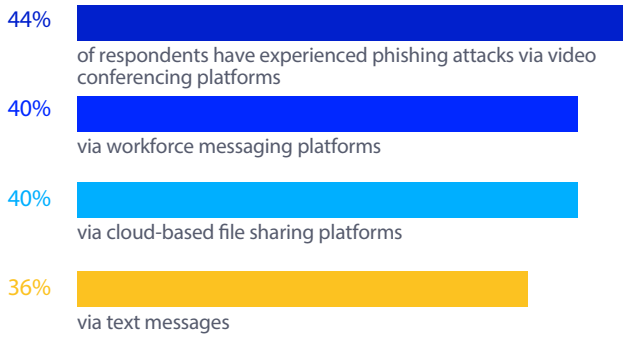 44%
of respondents have experienced phishing attacks via video
conferencing platforms
40%
via workforce messaging platforms
40%
via cloud-based file sharing platforms
36%
via text messages